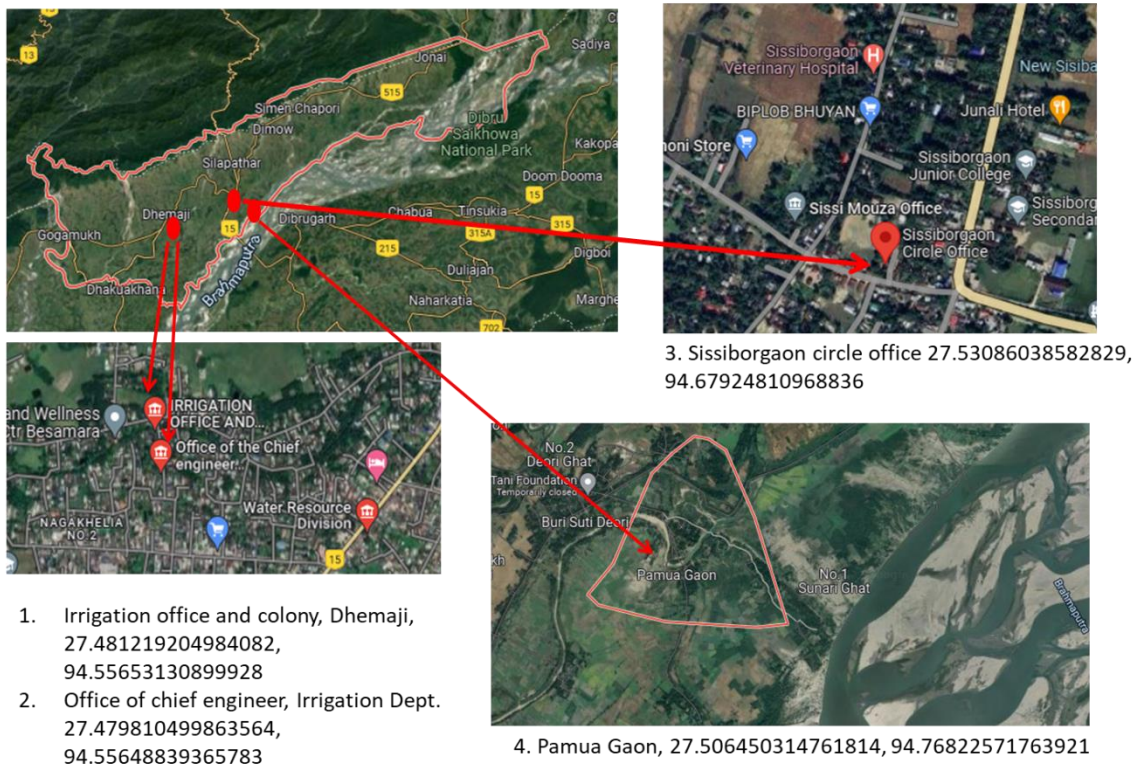 13
Sadiya
Jonai
515
Simen Chapori
Dimow
Dibru
Saikhowa
National Park
Silapathar
Kakopa
Doom Dooma
15
Dhemaji
Chabua
Tinsukia
15
Dibrugarh
315A
315
Gogamukh
215
Digboi
Duliajan
Dhakuakhana
Brahmaputra
Naharkatia
Marghe
702
Sissiborgaon
Veterinary Hospital
New Sisiba
BIPLOB BHUYAN
Junali Hotel
noni Store
Sissiborgaon
Junior College
Sissi Mouza Office
Sissiborg
Secondar
Sissiborgaon
Circle Office
3. Sissiborgaon circle office 27.53086038582829,
94.67924810968836
and Wellness
Ctr Besamara
IRRIGATION
OFFICE AND...
Office of the Chief
engineer...
Water Resource
Division
NAGAKHELIA
NO.2
15
No.2
Deori Ghat
Tani Foundation
Temporarily closed
Buri Suti Deori
kh
Pamua Gaon
No.1
Sunari Ghat
Brahmaputra
1. Irrigation office and colony, Dhemaji,
27.481219204984082,
94.55653130899928
2. Office of chief engineer, Irrigation Dept.
27.479810499863564,
94.55648839365783
4. Pamua Gaon, 27.506450314761814, 94.76822571763921